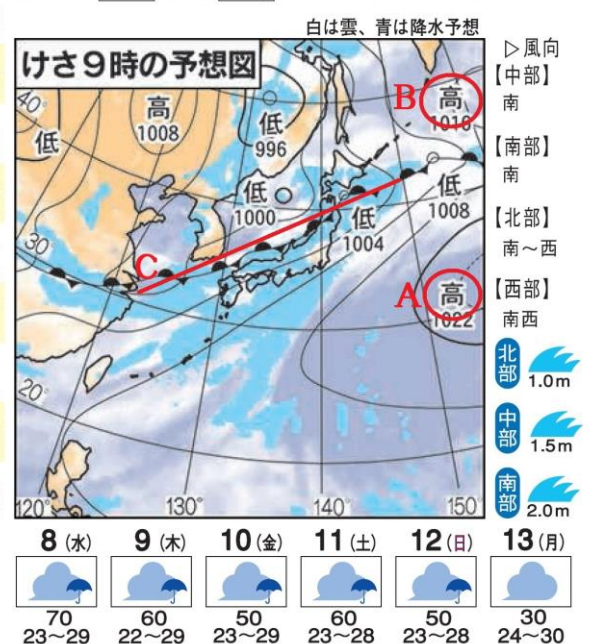 白は雲、青は降水予想
けさ9時の予想図
▷風向
【中部】
南
【南部】
南
【北部】
南～西
【西部】
南西
北部
1.0m
中部
1.5m
南部
2.0m
40°
高
1008
低
低
996
B
高
1016
低
1000
低
1004
低
1008
30
C
A
高
1022
20°
120°
130°
140°
150°
8(水) 9(木) 10(金) 11(土) 12(日) 13(月)
70 60 50 60 50 30
23～29 22～29 23～29 23～28 23～28 24～30